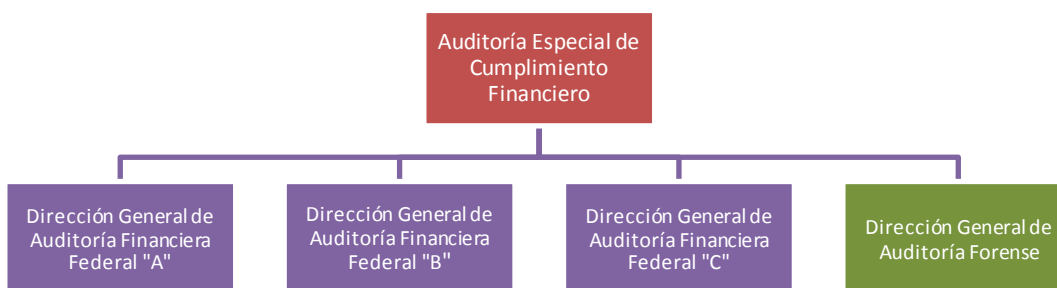 Auditoría Especial de
Cumplimiento
Financiero
Dirección General de
Auditoría Financiera
Federal "A"
Dirección General de
Auditoría Financiera
Federal "B"
Dirección General de
Auditoría Financiera
Federal "C"
Dirección General de
Auditoría Forense